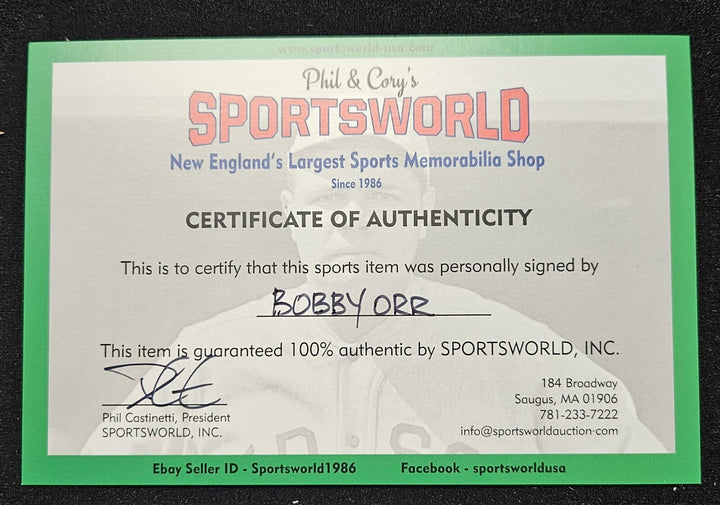 www.sportsworld-usa.com
Phil & Cory's
SPORTSWORLD
New England's Largest Sports Memorabilia Shop
Since 1986
CERTIFICATE OF AUTHENTICITY
This is to certify that this sports item was personally signed by
BOBBY ORR
This item is guaranteed 100% authentic by SPORTSWORLD, INC.
Phil Castinetti, President
SPORTSWORLD, INC.
184 Broadway
Saugus, MA 01906
781-233-7222
info@sportsworldauction.com
Ebay Seller ID - Sportsworld1986 Facebook - sportsworldusa